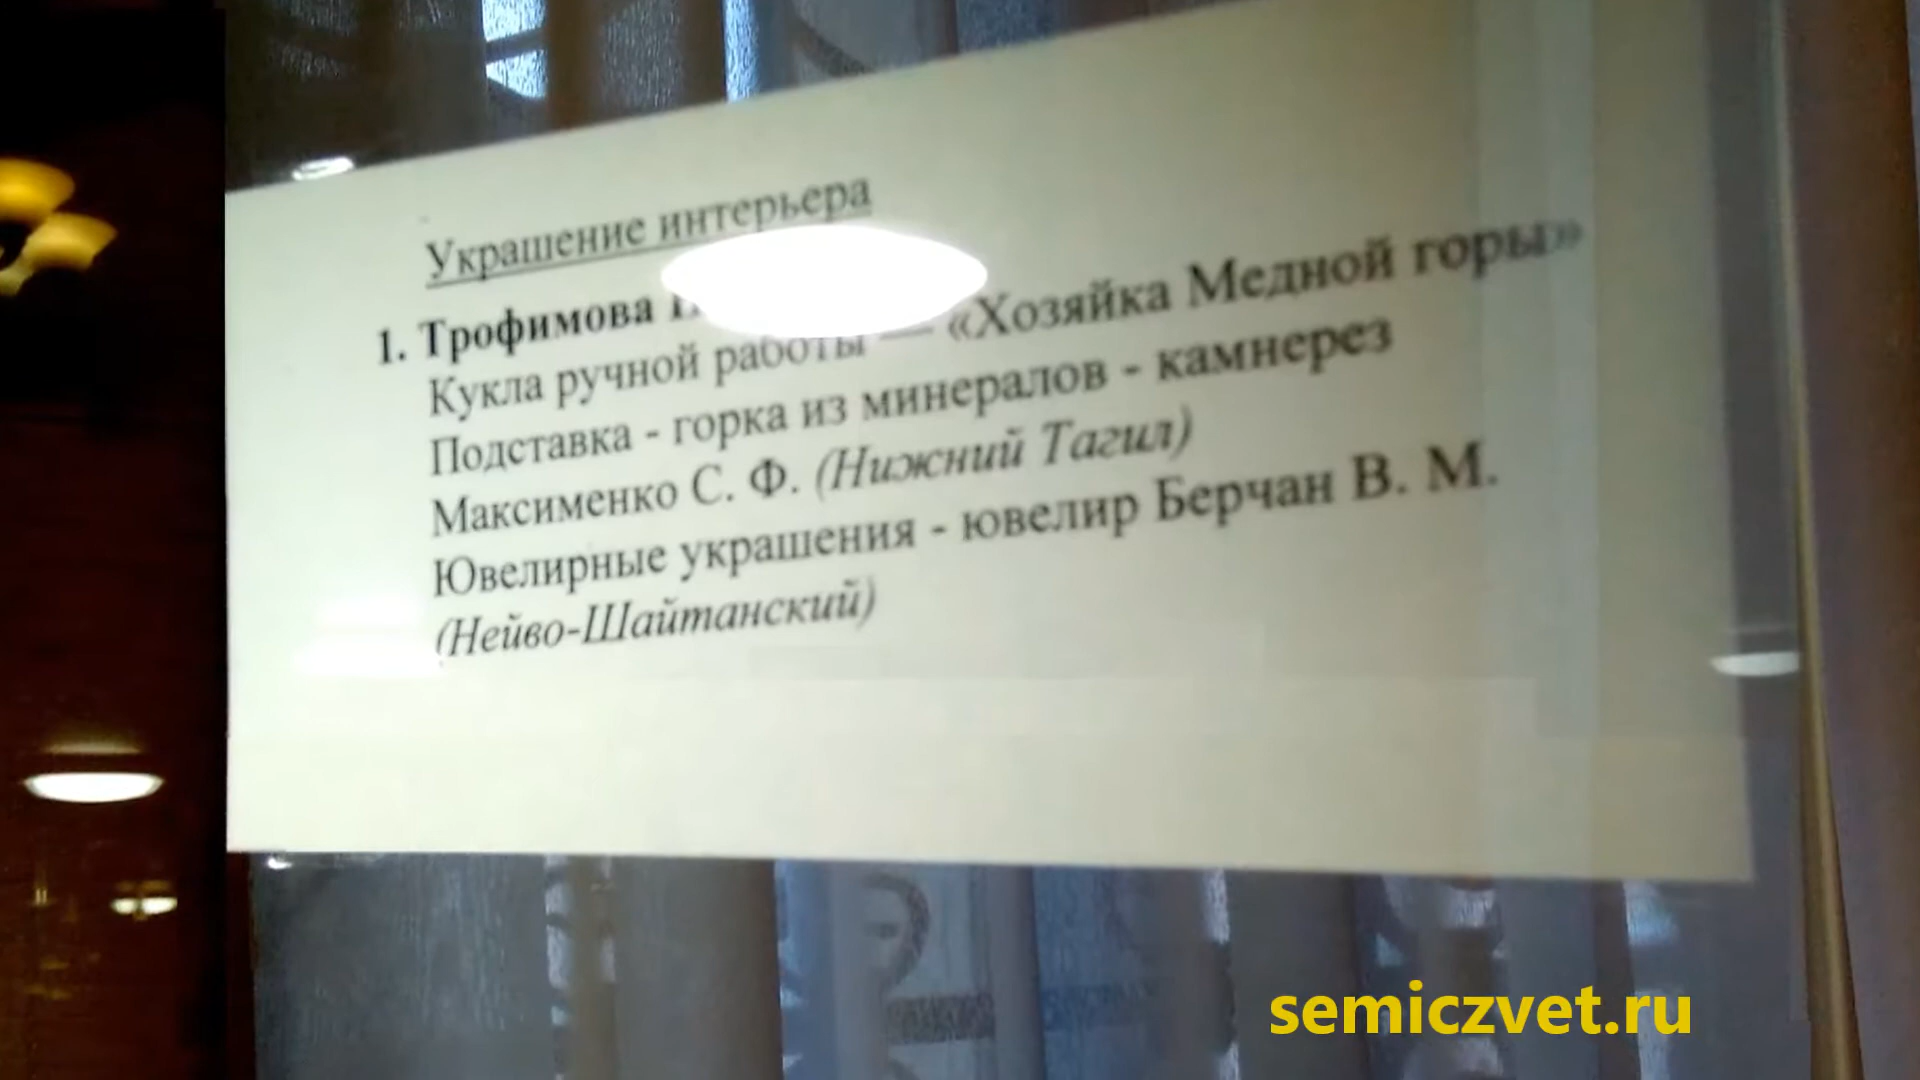 Украшение интерьера
1. Трофимова
Кукла ручной работы — «Хозяйка Медной горы»
Подставка - горка из минералов - камнерез
Максименко С. Ф. (Нижний Тагил)
Ювелирные украшения - ювелир Берчан В. М.
(Нейво-Шайтанский)
semiczvet.ru